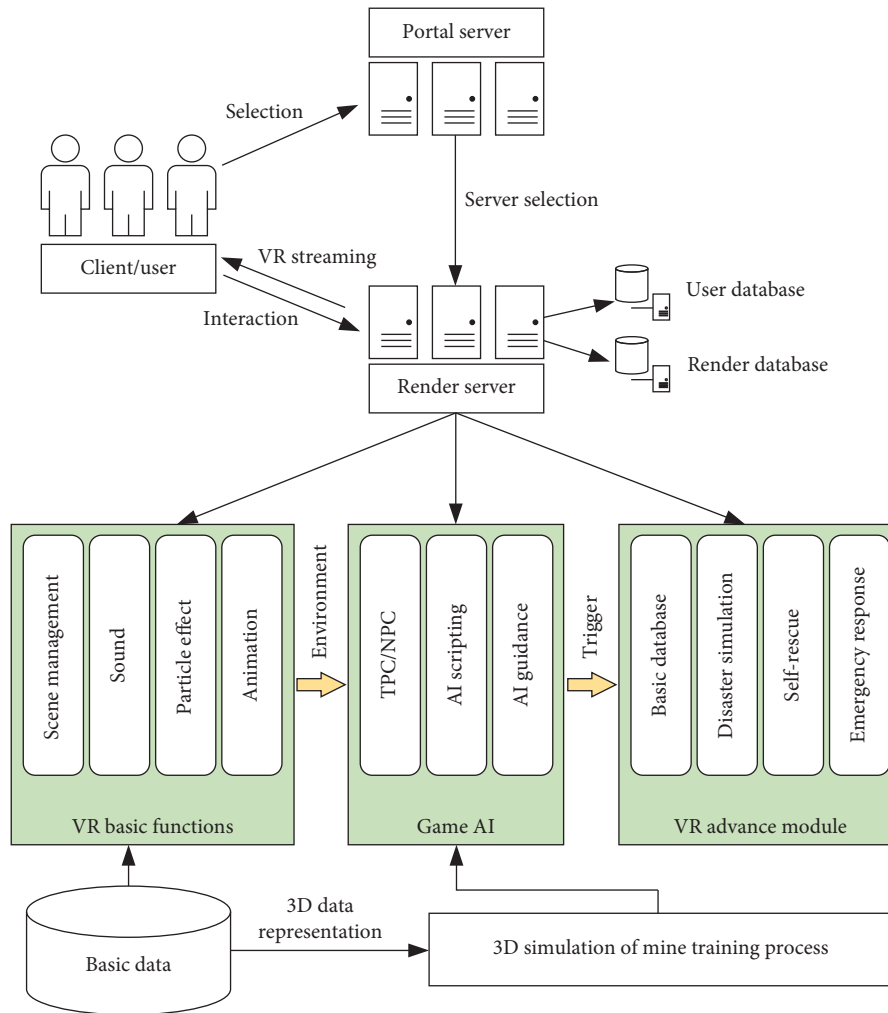 Portal server
Selection
Server selection
Client/user
VR streaming
Interaction
User database
Render database
Render server
Scene management
Sound
Particle effect
Animation
VR basic functions
Environment
TPC/NPC
AI scripting
AI guidance
Game AI
Trigger
Basic database
Disaster simulation
Self-rescue
Emergency response
VR advance module
Basic data
3D data
representation
3D simulation of mine training process